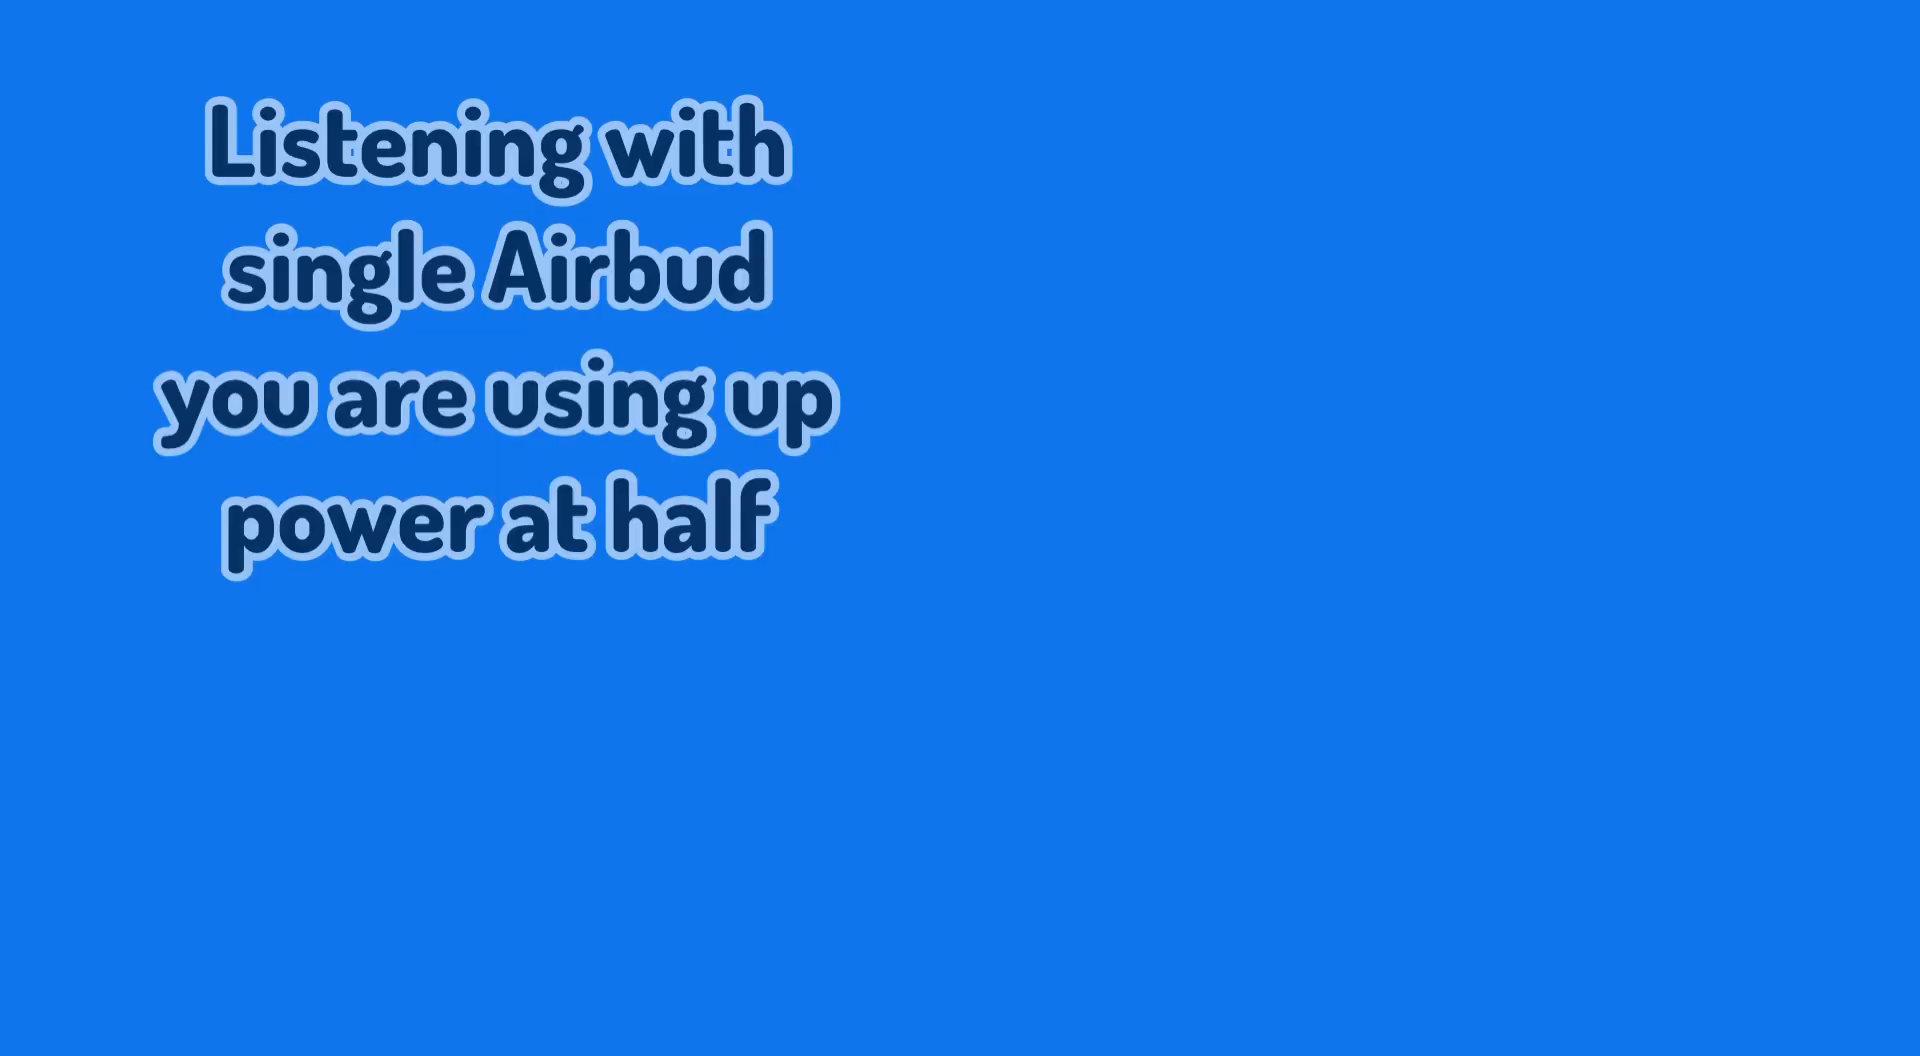 Listening with
single Airbud
you are using up
power at half